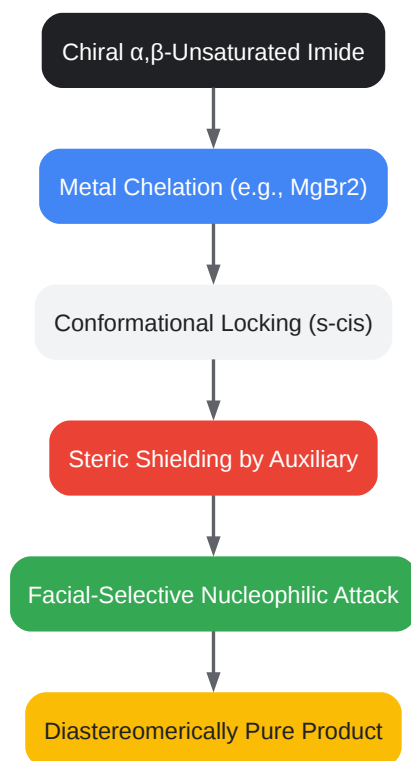 Chiral α,β-Unsaturated Imide
Metal Chelation (e.g., MgBr2)
Conformational Locking (s-cis)
Steric Shielding by Auxiliary
Facial-Selective Nucleophilic Attack
Diastereomerically Pure Product